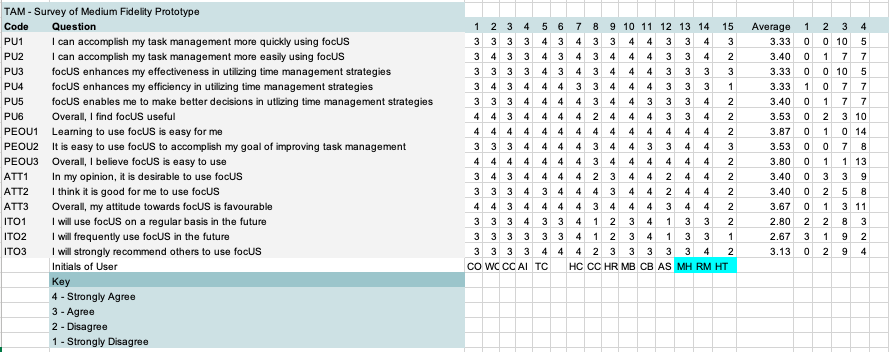 TAM - Survey of Medium Fidelity Prototype
Code Question 1 2 3 4 5 6 7 8 9 10 11 12 13 14 15 Average 1 2 3 4
PU1 I can accomplish my task management more quickly using focUS 3 3 3 3 4 3 4 3 3 4 4 3 3 4 3 3.33 0 0 10 5
PU2 I can accomplish my task management more easily using focUS 3 4 3 3 4 3 4 3 4 4 4 3 3 4 2 3.40 0 1 7 7
PU3 focUS enhances my effectiveness in utilizing time management strategies 3 4 3 3 3 3 4 3 4 4 4 3 3 3 3 3.33 0 0 10 5
PU4 focUS enhances my efficiency in utilizing time management strategies 3 4 3 4 4 4 3 3 4 4 4 3 3 3 1 3.33 1 0 7 7
PU5 focUS enables me to make better decisions in utlizing time management strategies 3 3 3 4 4 4 4 3 4 4 3 3 3 4 2 3.40 0 1 7 7
PU6 Overall, I find focUS useful 4 4 3 4 4 4 4 2 4 4 4 3 3 4 2 3.53 0 2 3 10
PEOU1 Learning to use focUS is easy for me 4 4 4 4 4 4 4 4 4 4 4 4 4 4 2 3.87 0 1 0 14
PEOU2 It is easy to use focUS to accomplish my goal of improving task management 3 4 3 3 4 4 4 3 4 4 3 3 4 4 3 3.53 0 0 7 8
PEOU3 Overall, I believe focUS is easy to use 4 4 4 4 4 4 4 3 4 4 4 4 4 4 2 3.80 0 1 1 13
ATT1 In my opinion, it is desirable to use focUS 3 4 3 4 4 4 4 2 3 4 4 2 4 4 2 3.40 0 3 3 9
ATT2 I think it is good for me to use focUS 3 3 3 4 3 4 4 3 4 4 4 2 4 4 2 3.40 0 2 5 8
ATT3 Overall, my attitude towards focUS is favourable 4 4 3 4 4 4 4 3 4 4 4 3 4 4 2 3.67 0 1 3 11
ITO1 I will use focUS on a regular basis in the future 3 3 3 4 3 3 4 1 2 3 4 1 3 3 2 2.80 2 2 8 3
ITO2 I will frequently use focUS in the future 3 3 3 3 3 3 4 1 2 3 4 1 3 3 1 2.67 3 1 9 2
ITO3 I will strongly recommend others to use focUS 3 3 3 3 4 4 4 2 3 3 3 3 3 4 2 3.13 0 2 9 4
Initials of User CO WC CC AI TC HC CC HR MB CB AS MH RM HT
Key
4 - Strongly Agree
3 - Agree
2 - Disagree
1 - Strongly Disagree